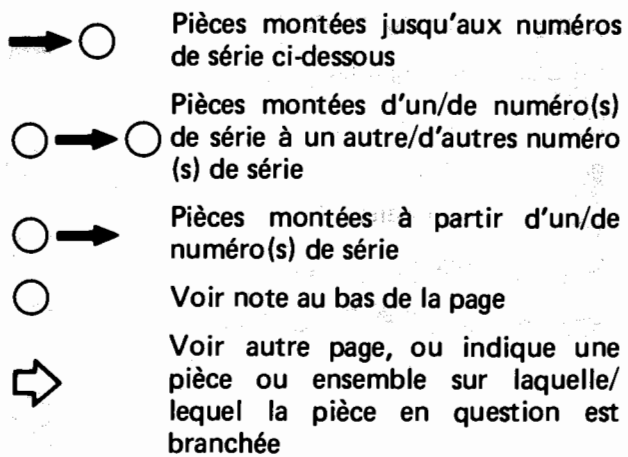 Pièces montées jusqu'aux numéros
de série ci-dessous
Pièces montées d'un/de numéro(s)
de série à un autre/d'autres numéro
(s) de série
Pièces montées à partir d'un/de
numéro(s) de série
Voir note au bas de la page
Voir autre page, ou indique une
pièce ou ensemble sur laquelle/
lequel la pièce en question est
branchée